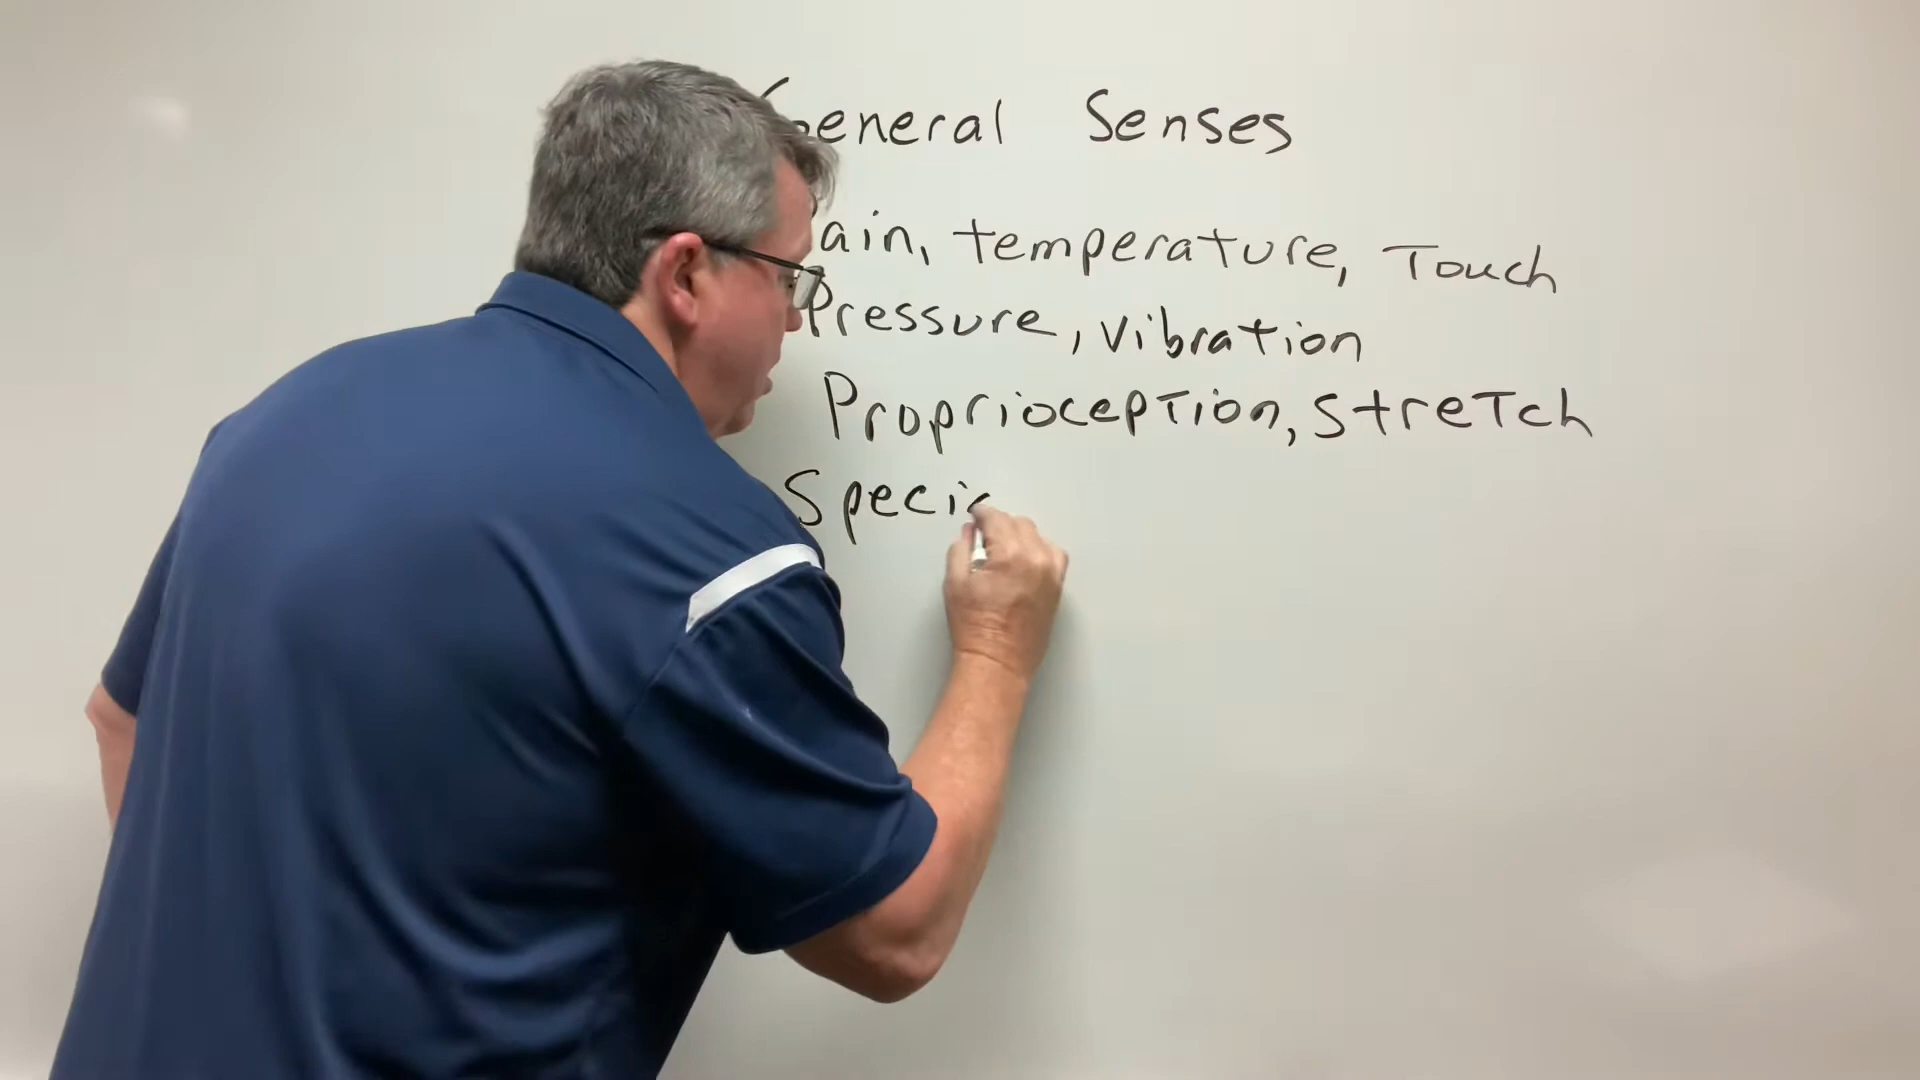 General Senses
Pain, temperature, Touch
Pressure, Vibration
Proprioception, Stretch
Specia